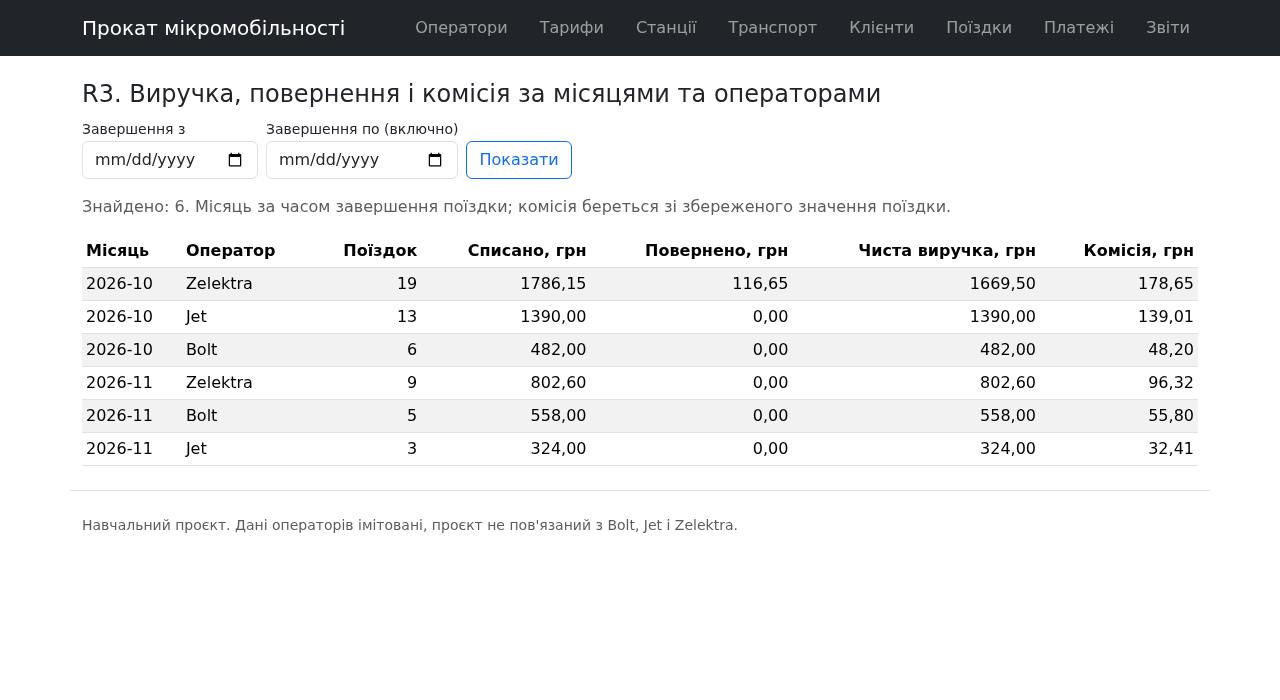 Прокат мікромобільності Оператори Тарифи Станції Транспорт Клієнти Поїздки Платежі Звіти
R3. Виручка, повернення і комісія за місяцями та операторами
Завершення з Завершення по (включно)
mm/dd/yyyy mm/dd/yyyy Показати
Знайдено: 6. Місяць за часом завершення поїздки; комісія береться зі збереженого значення поїздки.
Місяць Оператор Поїздок Списано, грн Повернено, грн Чиста виручка, грн Комісія, грн
2026-10 Zelektra 19 1786,15 116,65 1669,50 178,65
2026-10 Jet 13 1390,00 0,00 1390,00 139,01
2026-10 Bolt 6 482,00 0,00 482,00 48,20
2026-11 Zelektra 9 802,60 0,00 802,60 96,32
2026-11 Bolt 5 558,00 0,00 558,00 55,80
2026-11 Jet 3 324,00 0,00 324,00 32,41
Навчальний проєкт. Дані операторів імітовані, проєкт не пов'язаний з Bolt, Jet і Zelektra.